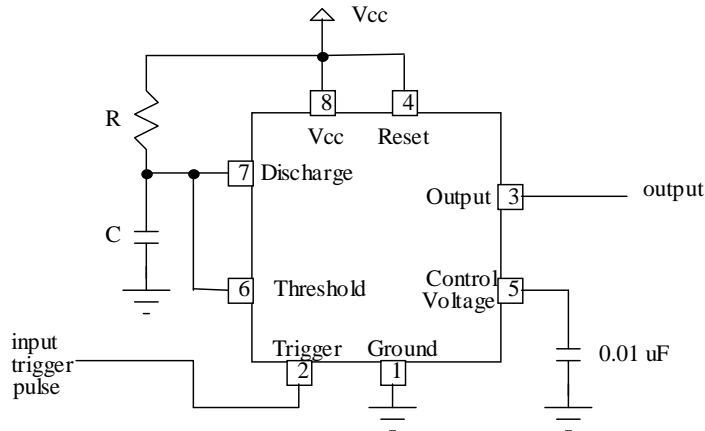 Vcc
R
8
4
Vcc
Reset
7
Discharge
Output
3
output
C
6
Threshold
Control
Voltage
5
input
trigger
pulse
Trigger
Ground
2
1
0.01 uF